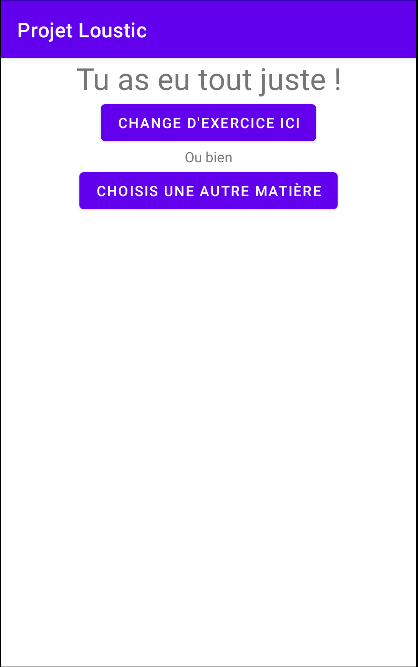 Projet Loustic
Tu as eu tout juste !
CHANGE D'EXERCICE ICI
Ou bien
CHOISIS UNE AUTRE MATIÈRE